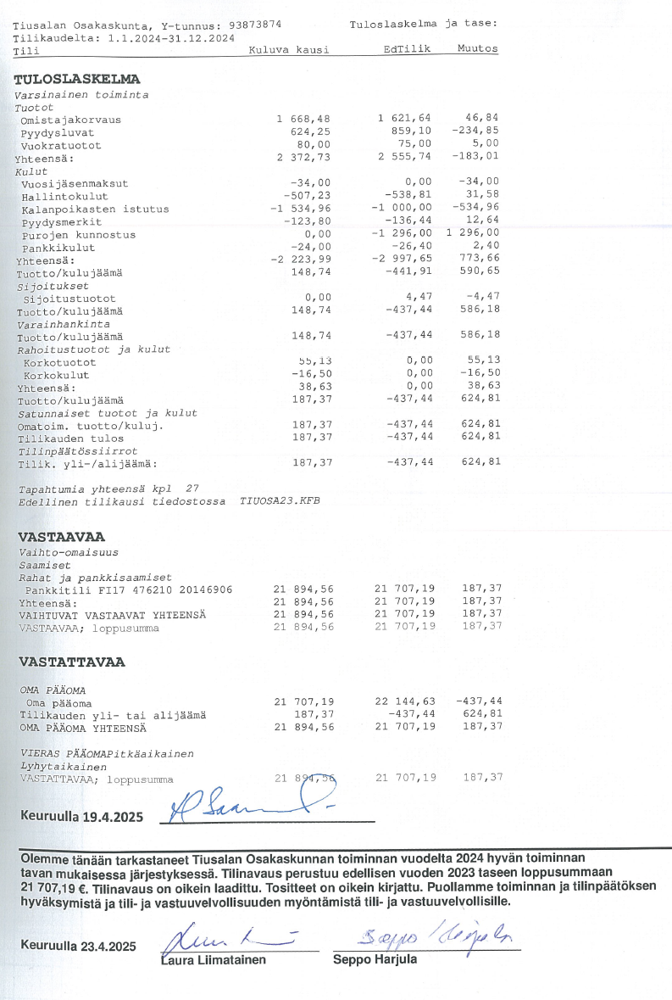 Tiusalan Osakaskunta, Y-tunnus: 93873874 Tuloslaskelma ja tase:
Tilikaudelta: 1.1.2024-31.12.2024
Tili Kuluva kausi EdTilik Muutos
TULOSLASKELMA
Varsinainen toiminta
Tuotot
Omistajakorvaus 1 668,48 1 621,64 46,84
Pyydysluvat 624,25 859,10 -234,85
Vuokratuotot 80,00 75,00 5,00
Yhteensä: 2 372,73 2 555,74 -183,01
Kulut
Vuosijäsenmaksut -34,00 0,00 -34,00
Hallintokulut -507,23 -538,81 31,58
Kalanpoikasten istutus -1 534,96 -1 000,00 -534,96
Pyydysmerkit -123,80 -136,44 12,64
Purojen kunnostus 0,00 -1 296,00 1 296,00
Pankkikulut -24,00 -26,40 2,40
Yhteensä: -2 223,99 -2 997,65 773,66
Tuotto/kulujäämä 148,74 -441,91 590,65
Sijoitukset
Sijoitustuotot 0,00 4,47 -4,47
Tuotto/kulujäämä 148,74 -437,44 586,18
Varainhankinta
Tuotto/kulujäämä 148,74 -437,44 586,18
Rahoitustuotot ja kulut
Korkotuotot 55,13 0,00 55,13
Korkokulut -16,50 0,00 -16,50
Yhteensä: 38,63 0,00 38,63
Tuotto/kulujäämä 187,37 -437,44 624,81
Satunnaiset tuotot ja kulut
Omatoim. tuotto/kuluj. 187,37 -437,44 624,81
Tilikauden tulos 187,37 -437,44 624,81
Tilinpäätössiirrot
Tilik. yli-/alijäämä: 187,37 -437,44 624,81
Tapahtumia yhteensä kpl 27
Edellinen tilikausi tiedostossa TIUOSA23.KFB
VASTAAVAA
Vaihto-omaisuus
Saamiset
Rahat ja pankkisaamiset
Pankkitili FI17 476210 20146906 21 894,56 21 707,19 187,37
Yhteensä: 21 894,56 21 707,19 187,37
VAIHTUVAT VASTAAVAT YHTEENSÄ 21 894,56 21 707,19 187,37
VASTAAVAA; loppusumma 21 894,56 21 707,19 187,37
VASTATTAVAA
OMA PÄÄOMA
Oma pääoma 21 707,19 22 144,63 -437,44
Tilikauden yli- tai alijäämä 187,37 -437,44 624,81
OMA PÄÄOMA YHTEENSÄ 21 894,56 21 707,19 187,37
VIERAS PÄÄOMAPitkäaikainen
Lyhytaikainen
VASTATTAVAA; loppusumma 21 894,56 21 707,19 187,37
Keuruulla 19.4.2025
Olemme tänään tarkastaneet Tiusalan Osakaskunnan toiminnan vuodelta 2024 hyvän toiminnan
tavan mukaisessa järjestyksessä. Tilinavaus perustuu edellisen vuoden 2023 taseen loppusummaan
21 707,19 €. Tilinavaus on oikein laadittu. Tositteet on oikein kirjattu. Puollamme toiminnan ja tilinpäätöksen
hyväksymistä ja tili- ja vastuuvelvollisuuden myöntämistä tili- ja vastuuvelvollisille.
Seppo Harjula
Keuruulla 23.4.2025
Laura Liimatainen Seppo Harjula